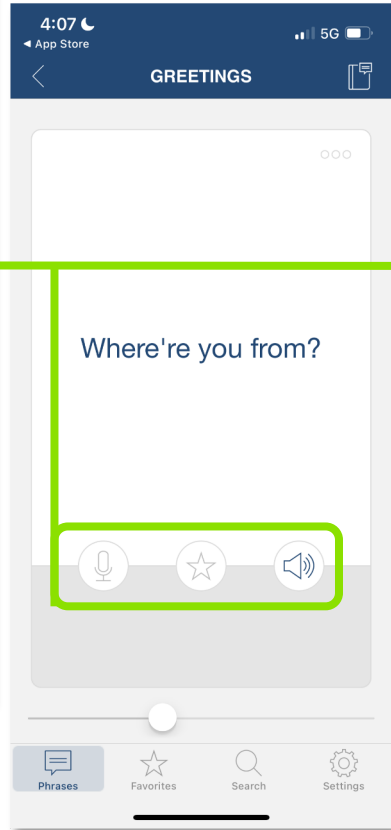 4:07
5G
◀ App Store
GREETINGS
Where're you from?
Phrases
Favorites
Search
Settings